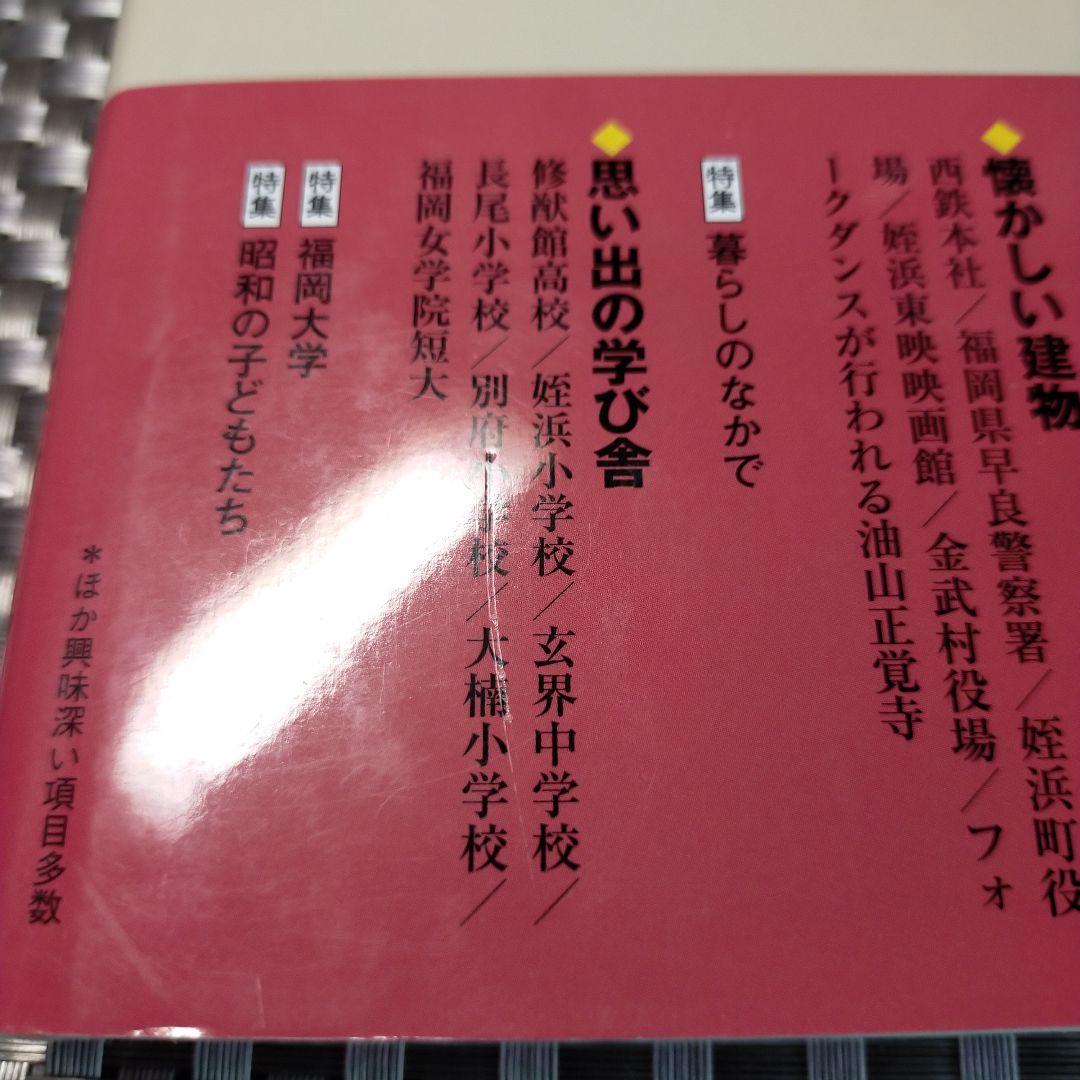 ◆懐かしい建物
西鉄本社／福岡県早良警察署／姪浜町役
場／姪浜東映映画館／金武村役場／フォ
ークダンスが行われる油山正覚寺
特集 暮らしのなかで
◆思い出の学び舎
修猷館高校／姪浜小学校／玄界中学校／
長尾小学校／別府小学校／大楠小学校／
福岡女学院短大
特集 福岡大学
特集 昭和の子どもたち
＊ほか興味深い項目多数